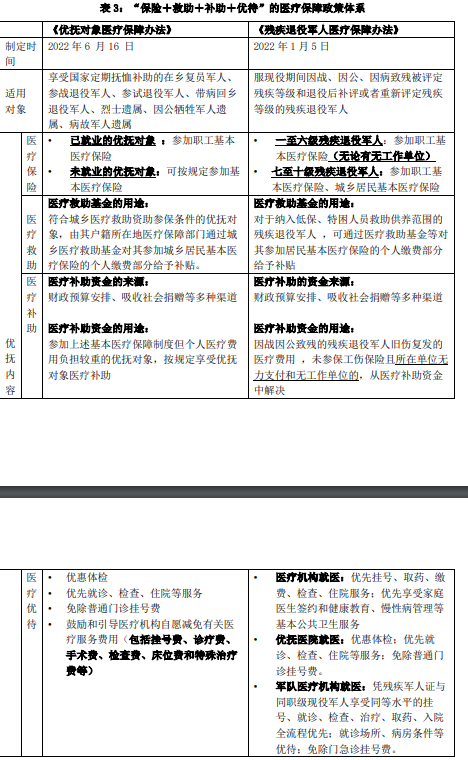 表 3：“保险＋救助＋补助＋优待”的医疗保障政策体系
《优抚对象医疗保障办法》
《残疾退役军人医疗保障办法》
制定时间
2022 年 6 月 16 日
2022 年 1 月 5 日
适用
对象
享受国家定期抚恤补助的在乡复员军人、
参战退役军人、参试退役军人、带病回乡
退役军人、烈士遗属、因公牺牲军人遗
属、病故军人遗属
服现役期间因战、因公、因病致残被评定
残疾等级和退役后补评或者重新评定残疾
等级的残疾退役军人
优抚内容
医疗保险
• 已就业的优抚对象 ：参加职工基本
医疗保险
• 未就业的优抚对象：可按规定参加基
本医疗保险
• 一至六级残疾退役军人：参加职工基
本医疗保险（无论有无工作单位）
• 七至十级残疾退役军人：参加职工基
本医疗保险、城乡居民基本医疗保险
医疗救助
医疗救助基金的用途：
符合城乡医疗救助资助参保条件的优抚对
象，由其户籍所在地医疗保障部门通过城
乡医疗救助基金对其参加城乡居民基本医
疗保险的个人缴费部分给予补贴。
医疗救助基金的用途：
对于纳入低保、特困人员救助供养范围的
残疾退役军人 ，可通过医疗救助基金等对
其参加居民基本医疗保险的个人缴费部分
给予补贴
医疗补助
医疗补助资金的来源：
财政预算安排、吸收社会捐赠等多种渠道
医疗补助资金的用途：
参加上述基本医疗保障制度但个人医疗费
用负担较重的优抚对象，按规定享受优抚
对象医疗补助
医疗补助的资金来源：
财政预算安排、吸收社会捐赠等多种渠道
医疗补助资金的用途：
因战因公致残的残疾退役军人旧伤复发的
医疗费用 ，未参保工伤保险且所在单位无
力支付和无工作单位的，从医疗补助资金
中解决
医疗优待
• 优惠体检
• 优先就诊、检查、住院等服务
• 免除普通门诊挂号费
• 鼓励和引导医疗机构自愿减免有关医
疗服务费用（包括挂号费、诊疗费、
手术费、检查费、床位费和特殊治疗
费等）
• 医疗机构就医：优先挂号、取药、缴
费、检查、住院服务；优先享受家庭
医生签约和健康教育、慢性病管理等
基本公共卫生服务
• 优抚医院就医：优惠体检；优先就
诊、检查、住院等服务；免除普通门
诊挂号费。
• 军队医疗机构就医：凭残疾军人证与
同职级现役军人享受同等水平的挂
号、就诊、检查、治疗、取药、入院
全流程优先；就诊场所、病房条件等
优待；免除门急诊挂号费。